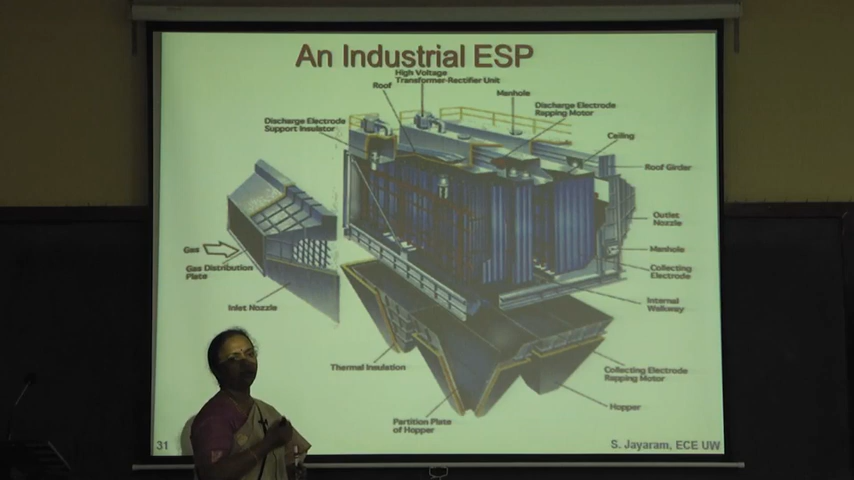 An Industrial ESP
High Voltage
Transformer-Rectifier Unit
Roof
Manhole
Discharge Electrode
Rapping Motor
Discharge Electrode
Support Insulator
Ceiling
Roof Girder
Outlet
Nozzle
Gas
Manhole
Gas Distribution
Plate
Collecting
Electrode
Inlet Nozzle
Internal
Walkway
Thermal Insulation
Collecting Electrode
Rapping Motor
Hopper
Partition Plate
of Hopper
31
S. Jayaram, ECE UW